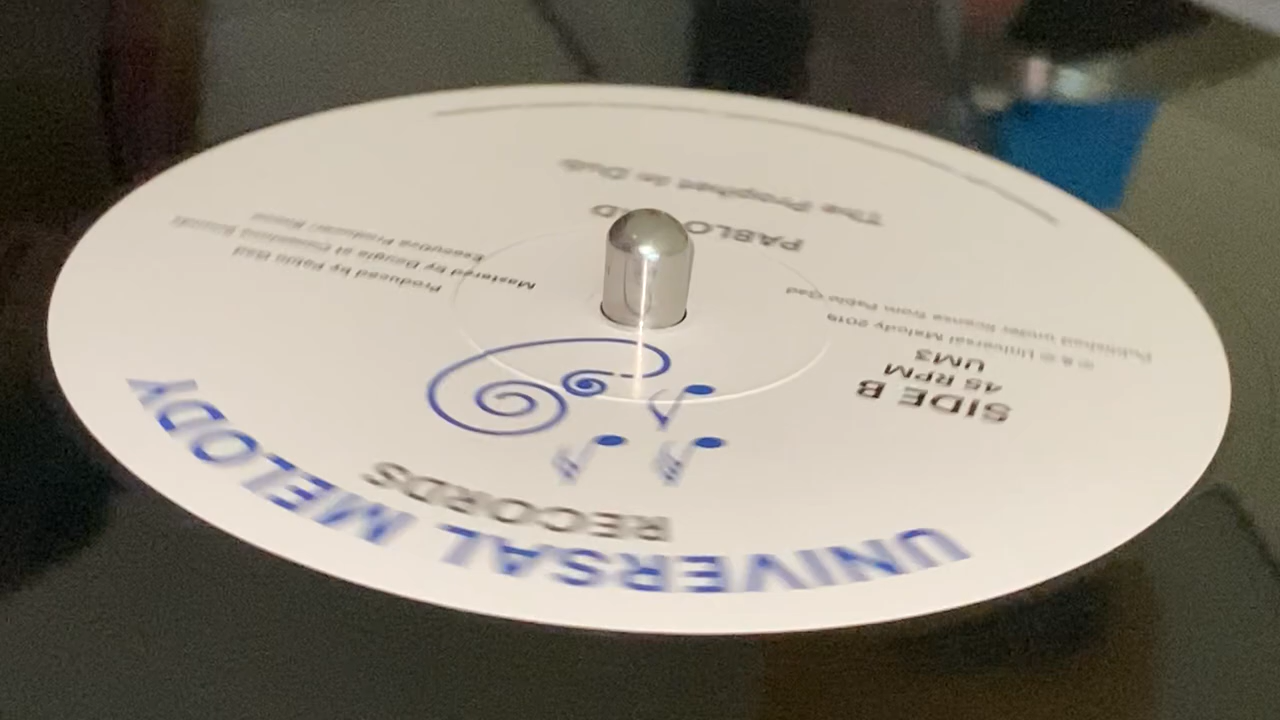 UNIVERSAL MELODY
RECORDS
SIDE B
45 RPM
UM3
℗ & © Universal Melody 2019
Published under license from Pablo Gad
Produced by Pablo Gad
Mastered by at
Executive Producer:
PABLO
The Prophet in Dub